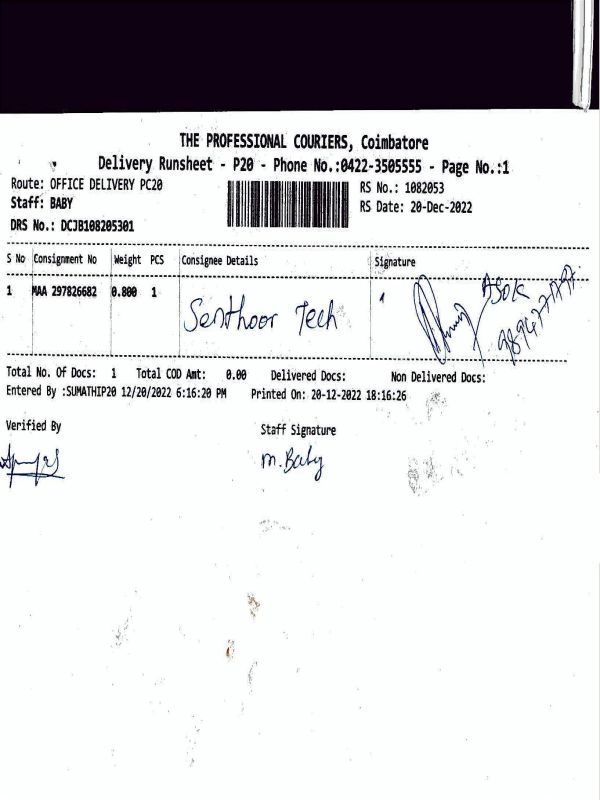 THE PROFESSIONAL COURIERS, Coimbatore
Delivery Runsheet - P20 - Phone No.:0422-3505555 - Page No.:1
Route: OFFICE DELIVERY PC20
RS No.: 1082053
Staff: BABY
RS Date: 20-Dec-2022
DRS No.: DCJB108205301
S No Consignment No Weight PCS Consignee Details Signature
1 MAA 297826682 0.800 1 Senthoor Tech 1 ASOK
Total No. Of Docs: 1 Total COD Amt: 0.00 Delivered Docs: Non Delivered Docs:
Entered By :SUMATHIP20 12/20/2022 6:16:20 PM Printed On: 20-12-2022 18:16:26
Verified By Staff Signature
M. Baby